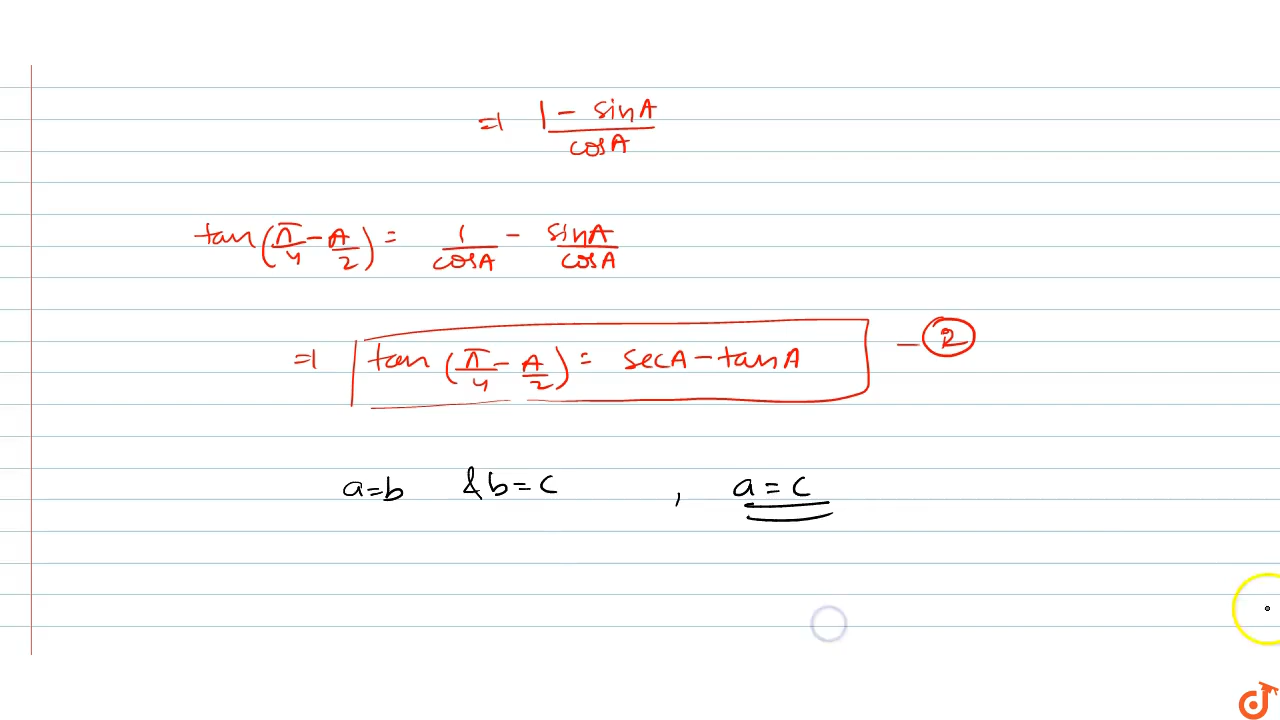 ⇒ 1 - sinA / cosA
tan(π/4 - A/2) = 1/cosA - sinA/cosA
⇒ tan(π/4 - A/2) = secA - tanA - ②
a=b & b=c , a=c